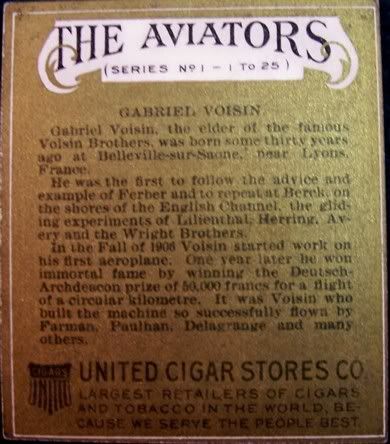 THE AVIATORS
(SERIES Nº 1 - 1 TO 25)
GABRIEL VOISIN.
Gabriel Voisin, the elder of the famous
Voisin Brothers, was born some thirty years
ago at Belleville-sur-Saone, near Lyons,
France.
He was the first to follow the advice and
example of Ferber and to repeat at Berck, on
the shores of the English Channel, the glid-
ing experiments of Lilienthal, Herring, Av-
ery and the Wright Brothers.
In the Fall of 1906 Voisin started work on
his first aeroplane. One year later he won
immortal fame by winning the Deutsch-
Archdeacon prize of 50,000 francs for a flight
of a circular kilometre. It was Voisin who
built the machine so successfully flown by
Farman, Paulhan, Delagrange and many
others.
CIGARS
UNITED CIGAR STORES CO.
LARGEST RETAILERS OF CIGARS
AND TOBACCO IN THE WORLD, BE-
CAUSE WE SERVE THE PEOPLE BEST.